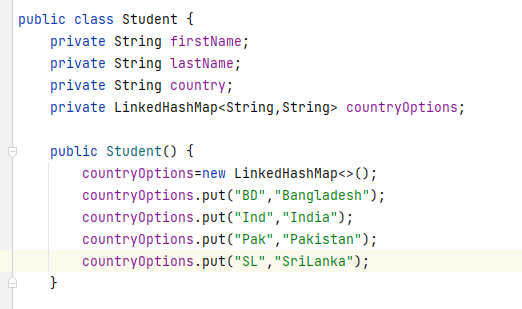 public class Student {
    private String firstName;
    private String lastName;
    private String country;
    private LinkedHashMap<String,String> countryOptions;
    public Student() {
        countryOptions=new LinkedHashMap<>();
        countryOptions.put("BD","Bangladesh");
        countryOptions.put("Ind","India");
        countryOptions.put("Pak","Pakistan");
        countryOptions.put("SL","SriLanka");
    }